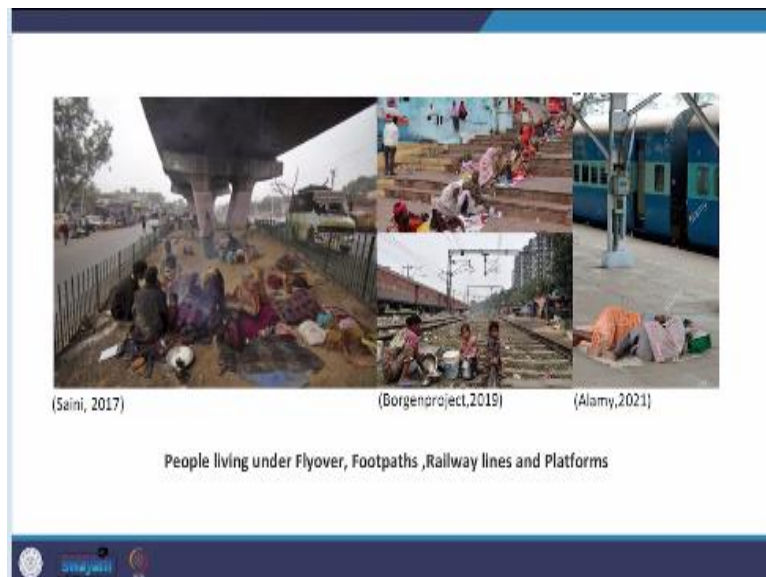 (Saini, 2017)
(Borgenproject,2019)
(Alamy,2021)
People living under Flyover, Footpaths ,Railway lines and Platforms
swayam